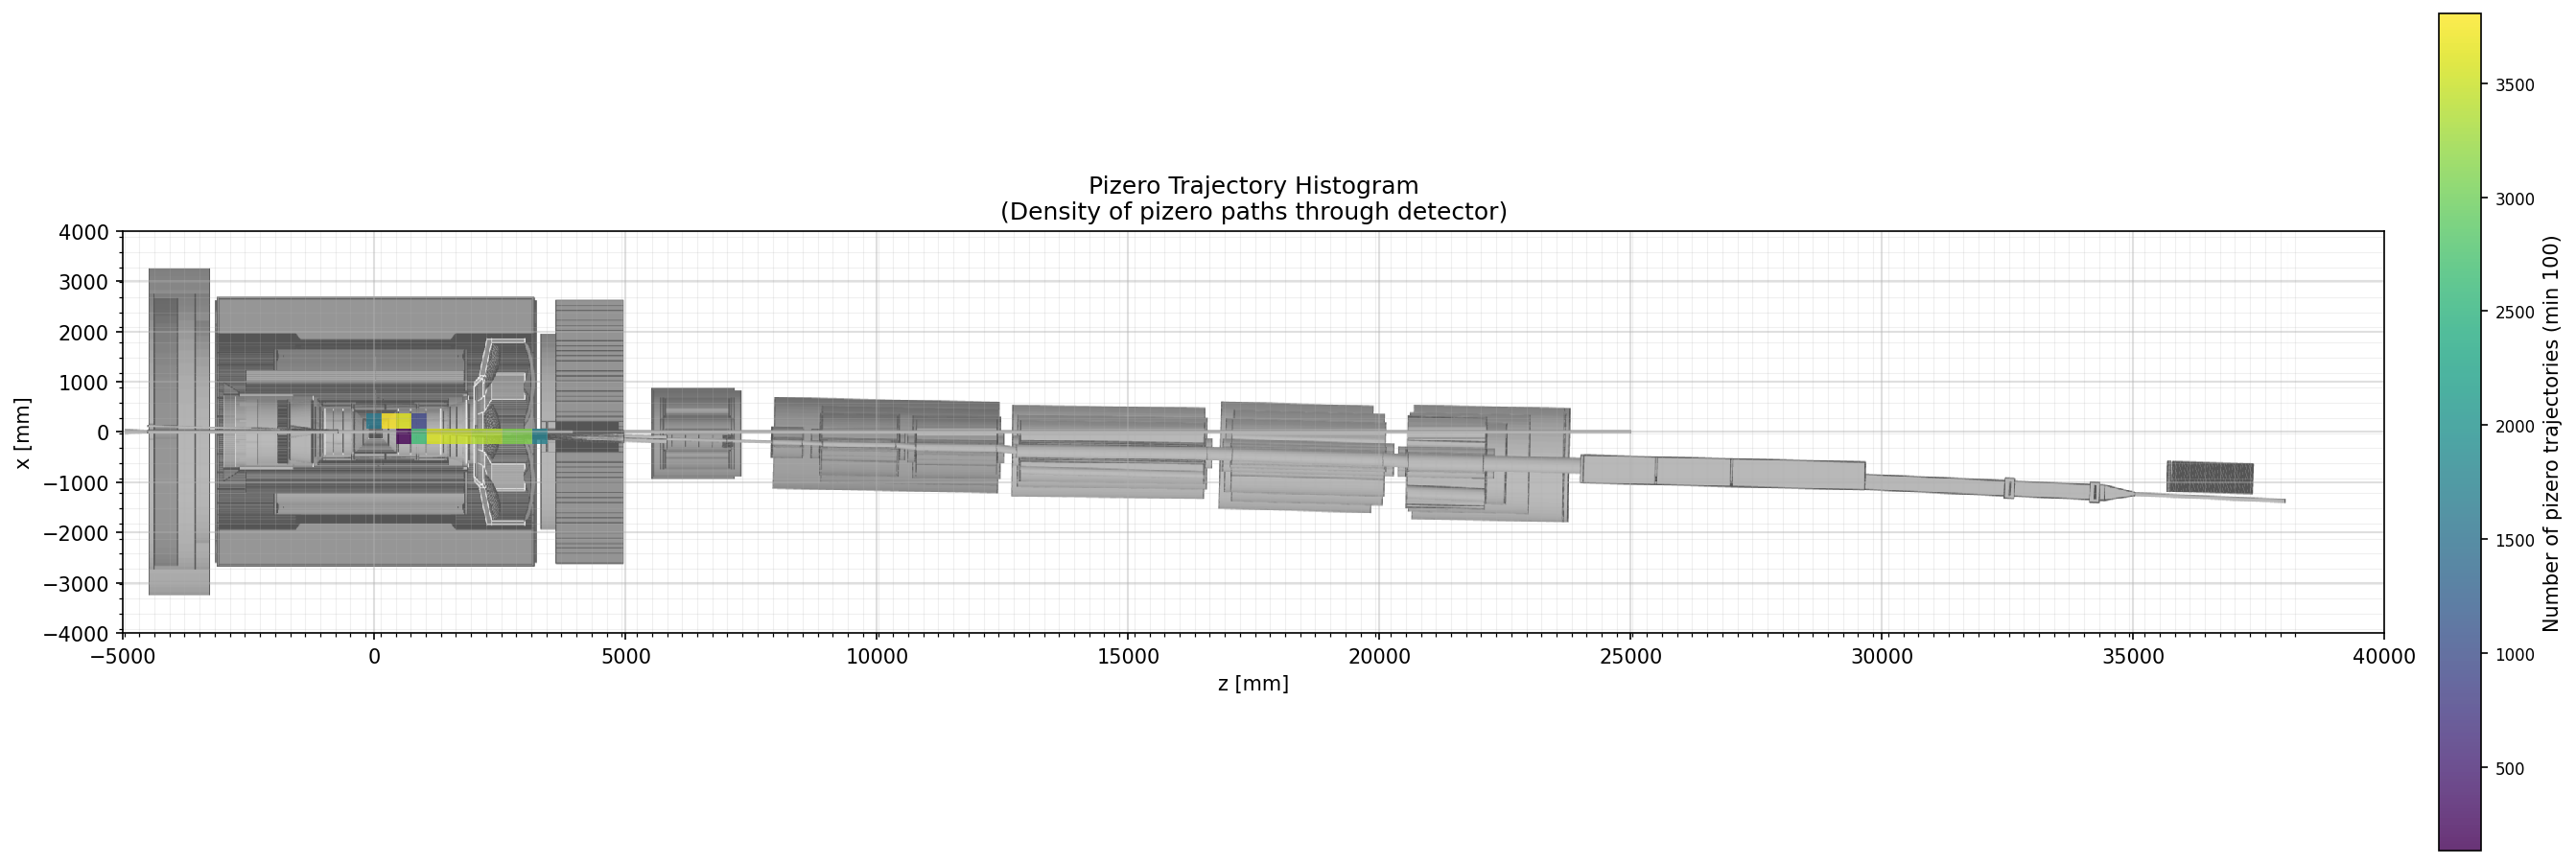 Pizero Trajectory Histogram
(Density of pizero paths through detector)
4000
3000
2000
1000
0
−1000
−2000
−3000
−4000
x [mm]
−5000 0 5000 10000 15000 20000 25000 30000 35000 40000
z [mm]
3500
3000
2500
2000
1500
1000
500
Number of pizero trajectories (min 100)